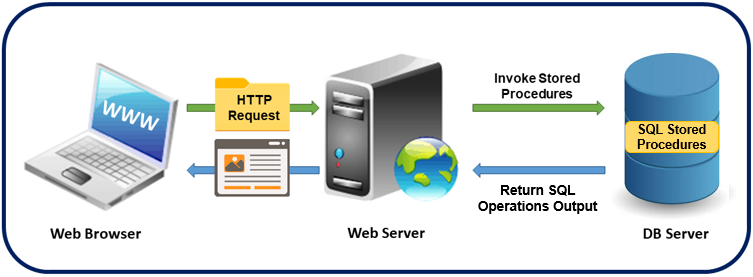 WWW
HTTP
Request
Invoke Stored
Procedures
SQL Stored
Procedures
Return SQL
Operations Output
Web Browser
Web Server
DB Server